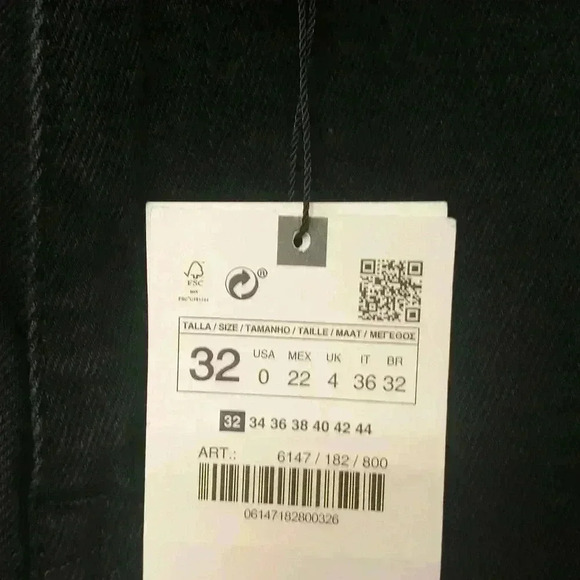 FSC
®
TALLA / SIZE / TAMANHO / TAILLE / MAAT / ΜΕΓΕΘΟΣ
32 USA MEX UK IT BR
0 22 4 36 32
32 34 36 38 40 42 44
ART.: 6147 / 182 / 800
06147182800326